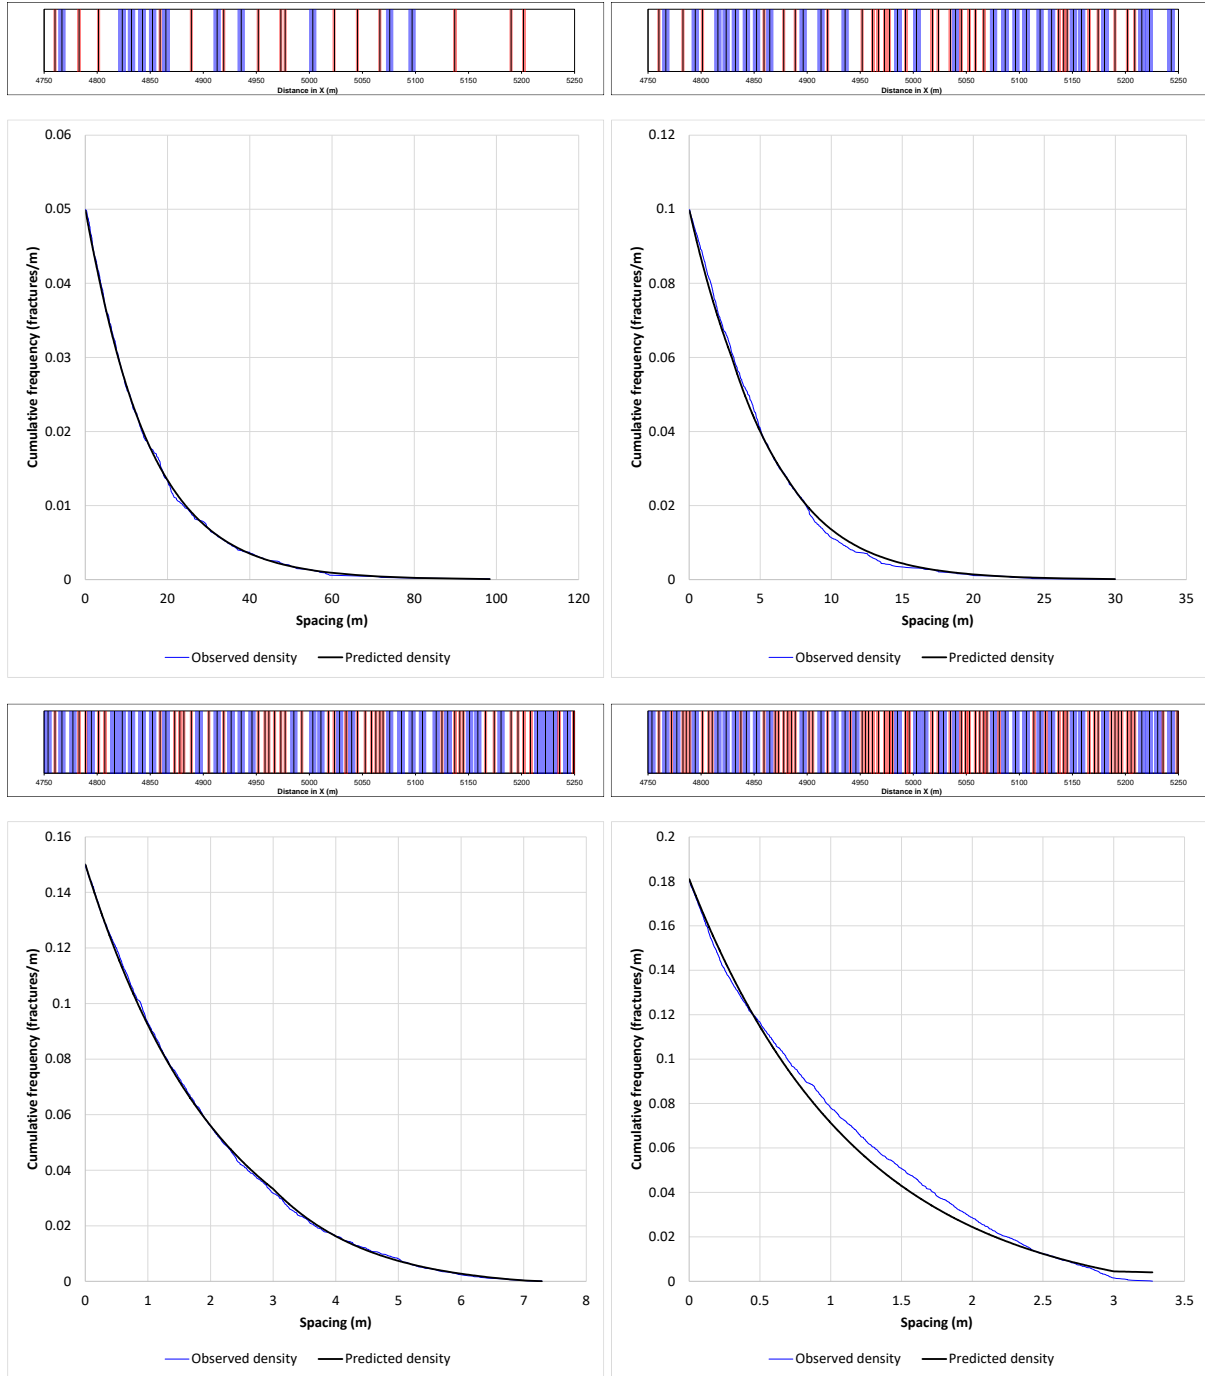 4750 4800 4850 4900 4950 5000 5050 5100 5150 5200 5250
Distance in X (m)
4750 4800 4850 4900 4950 5000 5050 5100 5150 5200 5250
Distance in X (m)
Cumulative frequency (fractures/m)
0.06
0.05
0.04
0.03
0.02
0.01
0
0 20 40 60 80 100 120
Spacing (m)
Observed density Predicted density
Cumulative frequency (fractures/m)
0.12
0.1
0.08
0.06
0.04
0.02
0
0 5 10 15 20 25 30 35
Spacing (m)
Observed density Predicted density
4750 4800 4850 4900 4950 5000 5050 5100 5150 5200 5250
Distance in X (m)
4750 4800 4850 4900 4950 5000 5050 5100 5150 5200 5250
Distance in X (m)
Cumulative frequency (fractures/m)
0.16
0.14
0.12
0.1
0.08
0.06
0.04
0.02
0
0 1 2 3 4 5 6 7 8
Spacing (m)
Observed density Predicted density
Cumulative frequency (fractures/m)
0.2
0.18
0.16
0.14
0.12
0.1
0.08
0.06
0.04
0.02
0
0 0.5 1 1.5 2 2.5 3 3.5
Spacing (m)
Observed density Predicted density